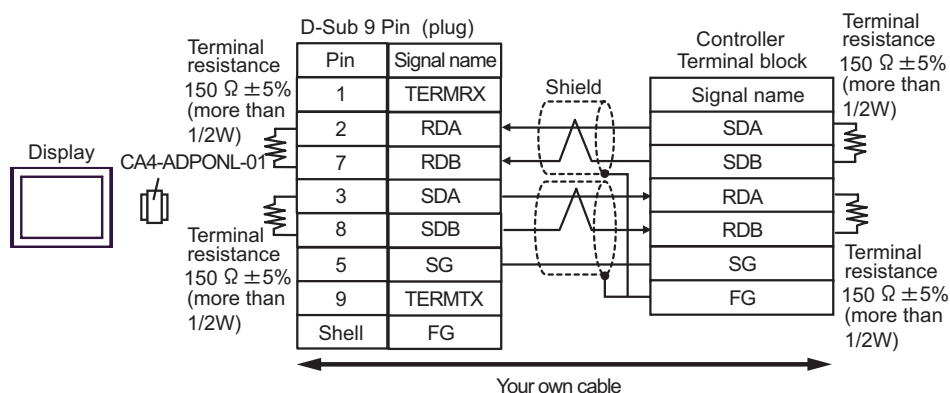 D-Sub 9 Pin (plug)
Terminal
resistance
150 Ω ±5%
(more than
1/2W)
Controller
Terminal block
Terminal
resistance
150 Ω ±5%
(more than
1/2W)
Pin Signal name
1 TERMRX
2 RDA
7 RDB
3 SDA
8 SDB
5 SG
9 TERMTX
Shell FG
Shield
Signal name
SDA
SDB
RDA
RDB
SG
FG
Display
CA4-ADPONL-01
Terminal
resistance
150 Ω ±5%
(more than
1/2W)
Terminal
resistance
150 Ω ±5%
(more than
1/2W)
Your own cable